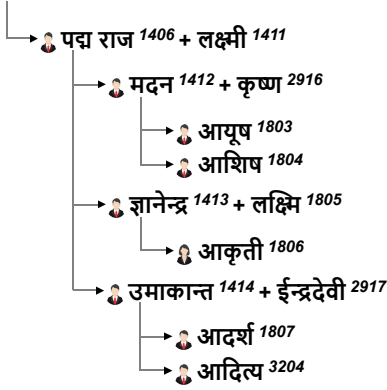 पद्म राज 1406 + लक्ष्मी 1411
मदन 1412 + कृष्ण 2916
आयूष 1803
आशिष 1804
ज्ञानेन्द्र 1413 + लक्ष्मि 1805
आकृती 1806
उमाकान्त 1414 + ईन्द्रदेवी 2917
आदर्श 1807
आदित्य 3204